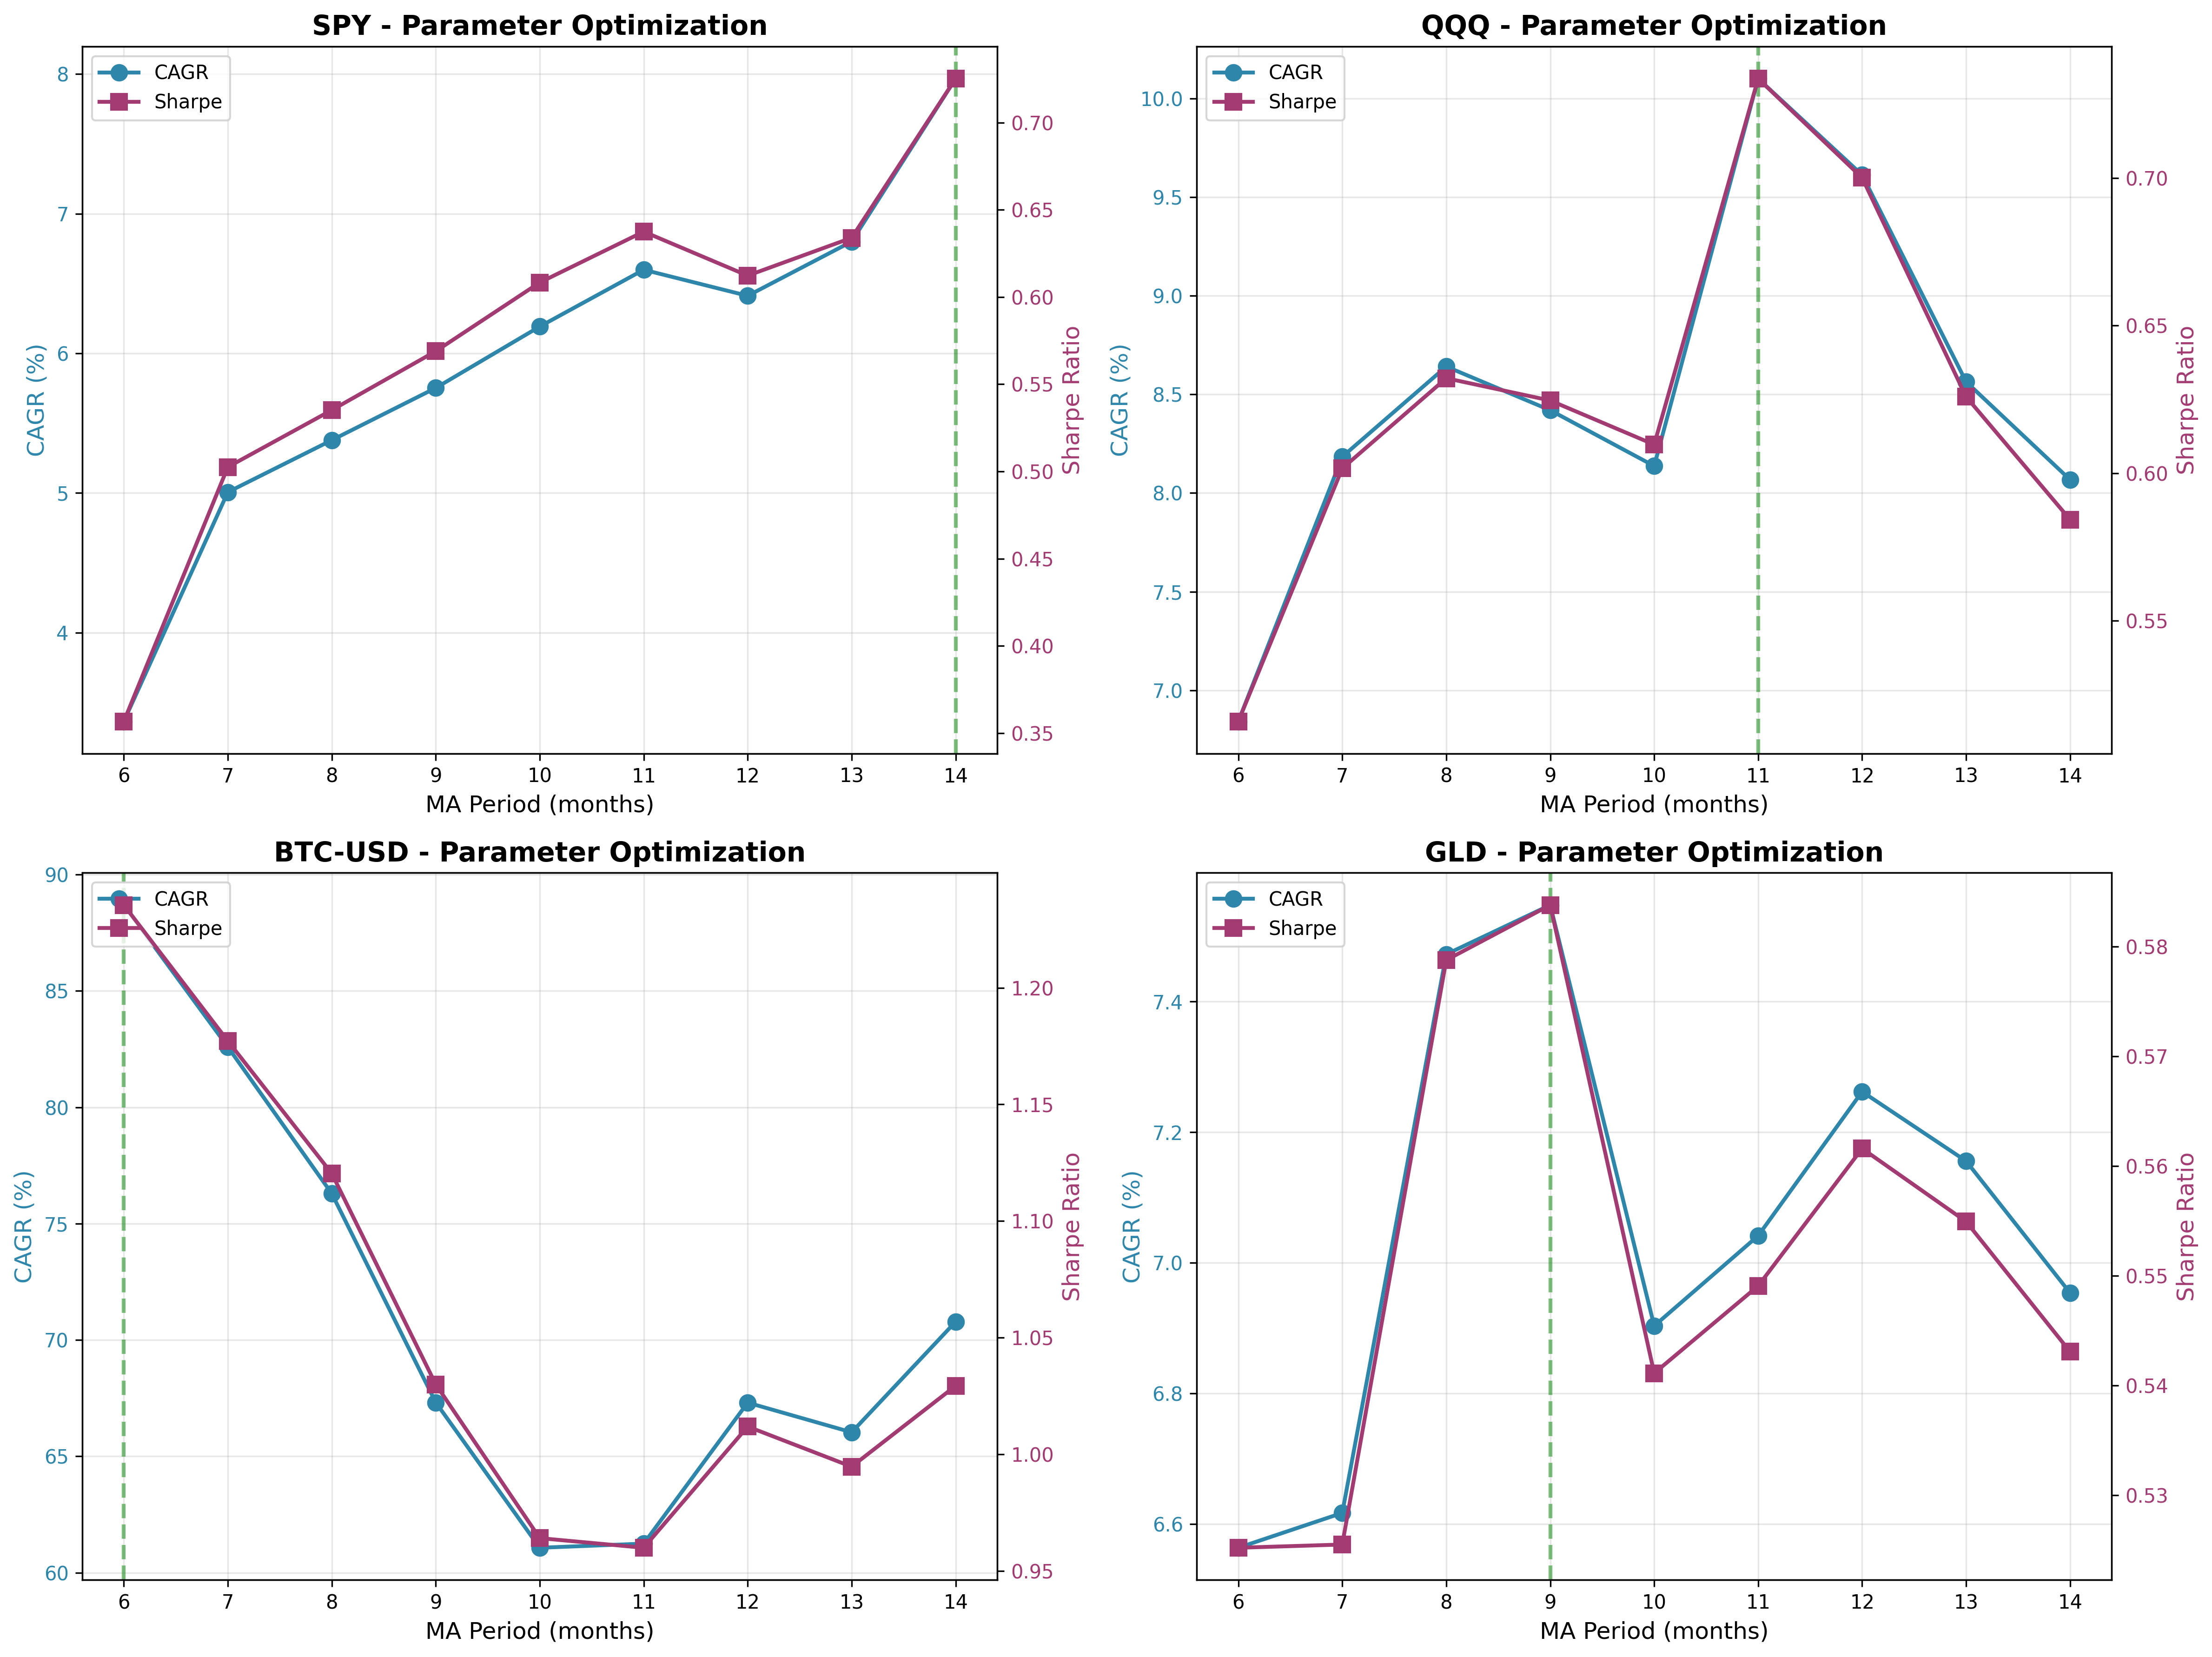 SPY - Parameter Optimization
CAGR
Sharpe
CAGR (%)
8
7
6
5
4
Sharpe Ratio
0.70
0.65
0.60
0.55
0.50
0.45
0.40
0.35
6 7 8 9 10 11 12 13 14
MA Period (months)
QQQ - Parameter Optimization
CAGR
Sharpe
CAGR (%)
10.0
9.5
9.0
8.5
8.0
7.5
7.0
Sharpe Ratio
0.70
0.65
0.60
0.55
6 7 8 9 10 11 12 13 14
MA Period (months)
BTC-USD - Parameter Optimization
CAGR
Sharpe
CAGR (%)
90
85
80
75
70
65
60
Sharpe Ratio
1.20
1.15
1.10
1.05
1.00
0.95
6 7 8 9 10 11 12 13 14
MA Period (months)
GLD - Parameter Optimization
CAGR
Sharpe
CAGR (%)
7.4
7.2
7.0
6.8
6.6
Sharpe Ratio
0.58
0.57
0.56
0.55
0.54
0.53
6 7 8 9 10 11 12 13 14
MA Period (months)